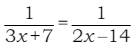 1/(3x+7) = 1/(2x−14)